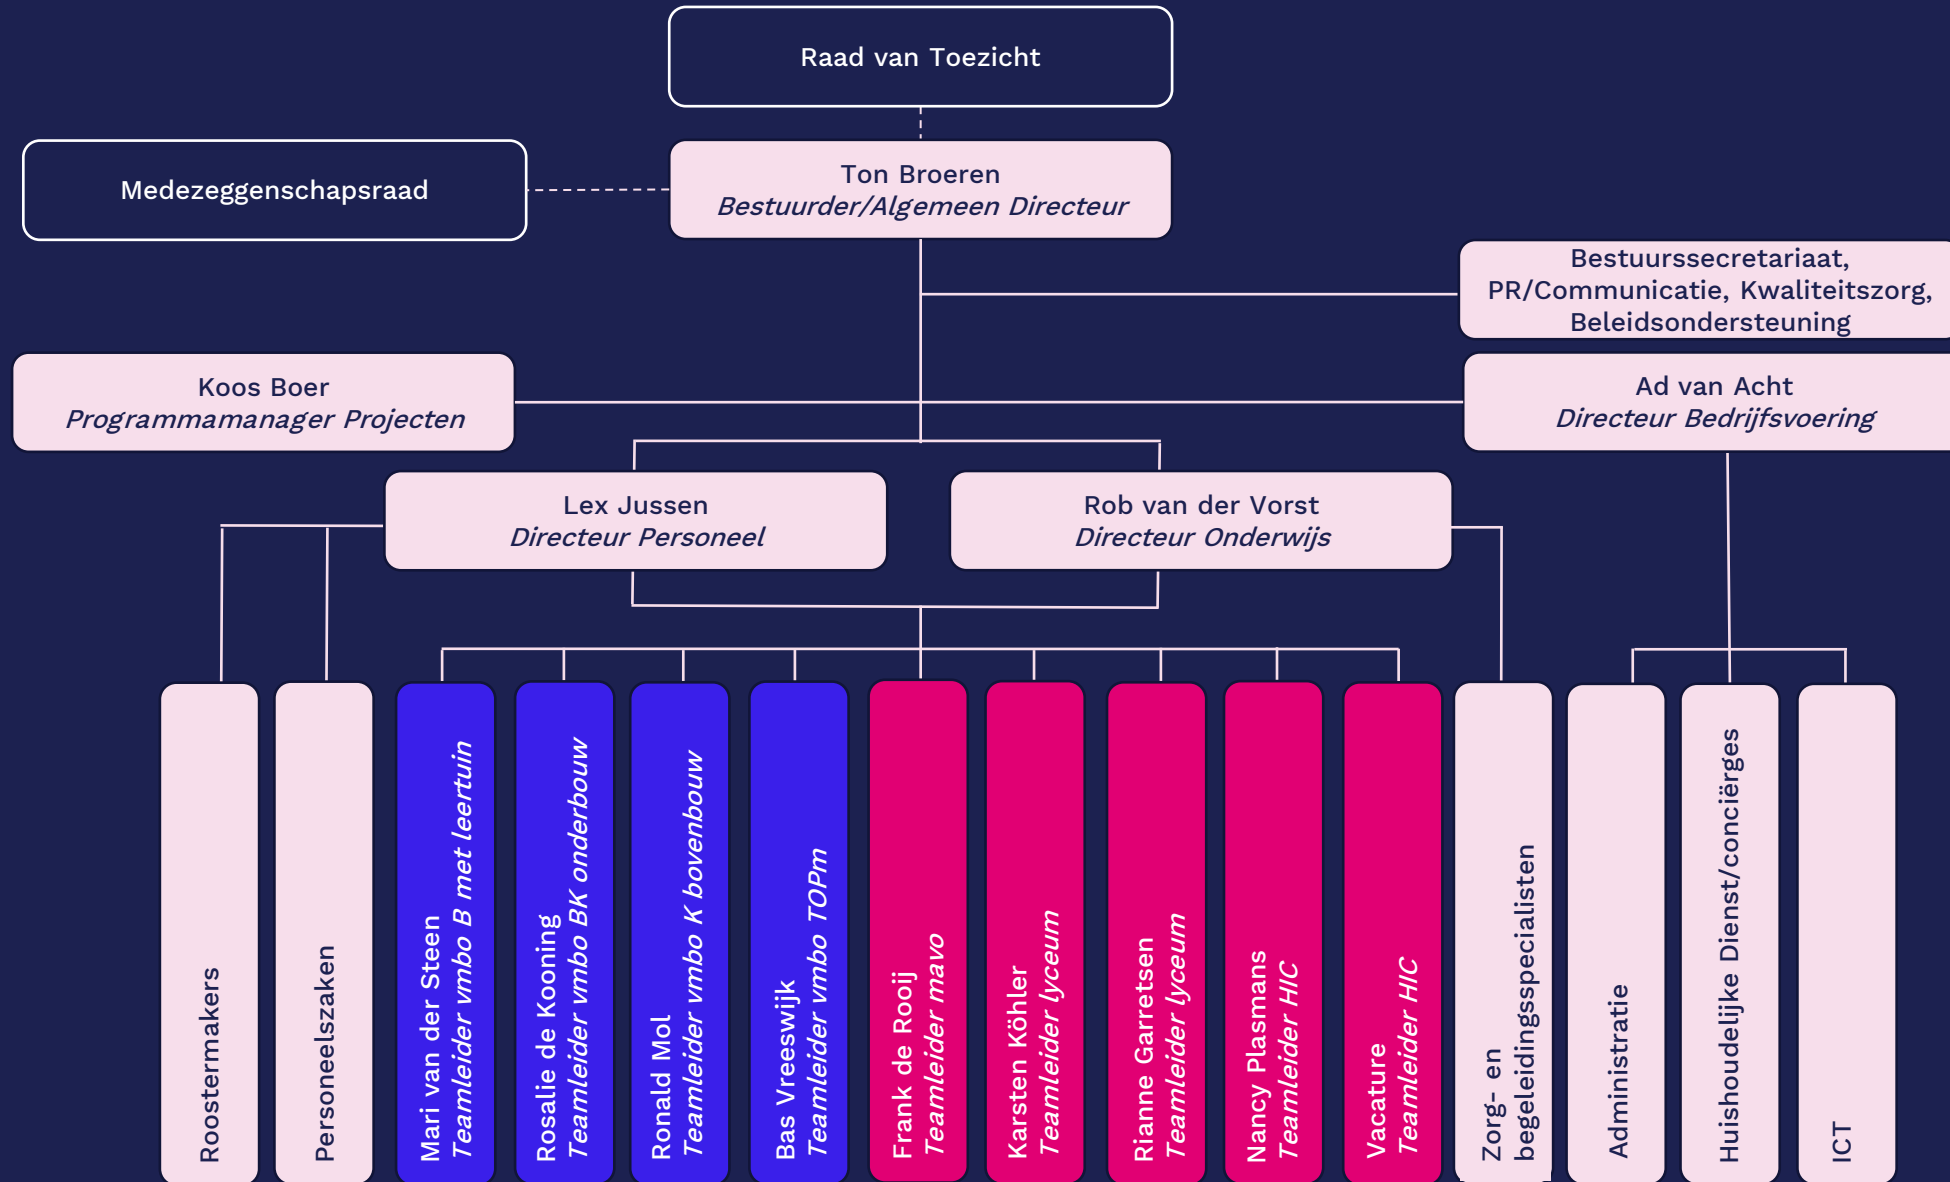 Raad van Toezicht
Medezeggenschapsraad
Ton Broeren
Bestuurder/Algemeen Directeur
Bestuurssecretariaat,
PR/Communicatie, Kwaliteitszorg,
Beleidsondersteuning
Koos Boer
Programmamanager Projecten
Ad van Acht
Directeur Bedrijfsvoering
Lex Jussen
Directeur Personeel
Rob van der Vorst
Directeur Onderwijs
Roostermakers
Personeelszaken
Mari van der Steen
Teamleider vmbo B met leertuin
Rosalie de Kooning
Teamleider vmbo BK onderbouw
Ronald Mol
Teamleider vmbo K bovenbouw
Bas Vreeswijk
Teamleider vmbo TOPm
Frank de Rooij
Teamleider mavo
Karsten Köhler
Teamleider lyceum
Rianne Garretsen
Teamleider lyceum
Nancy Plasmans
Teamleider HIC
Vacature
Teamleider HIC
Zorg- en
begeleidingsspecialisten
Administratie
Huishoudelijke Dienst/conciërges
ICT